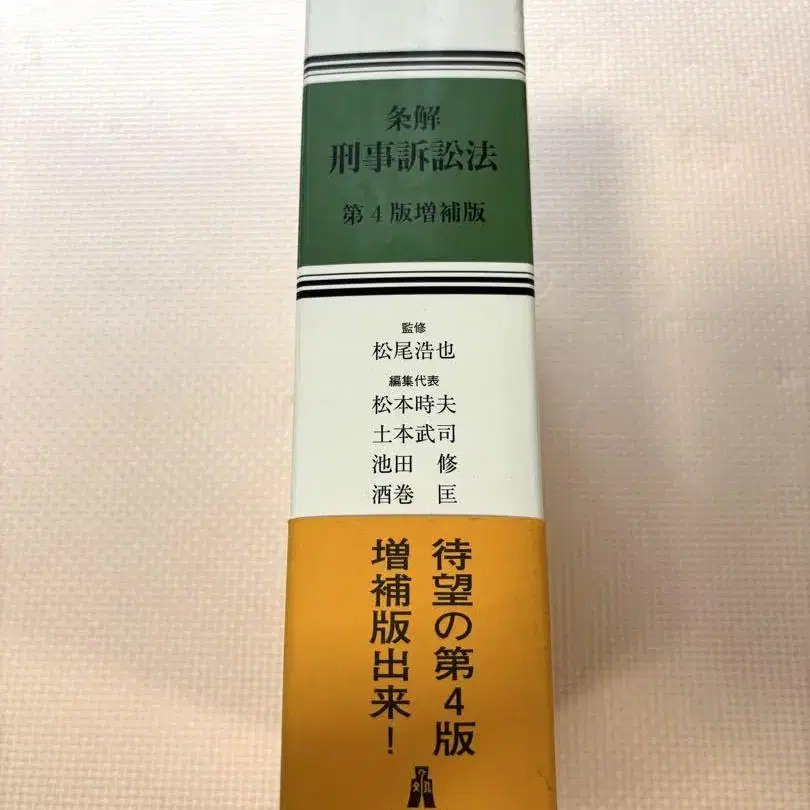 条解
刑事訴訟法
第4版増補版
監修
松尾浩也
編集代表
松本時夫
土本武司
池田 修
酒巻 匡
待望の第4版
増補版出来!